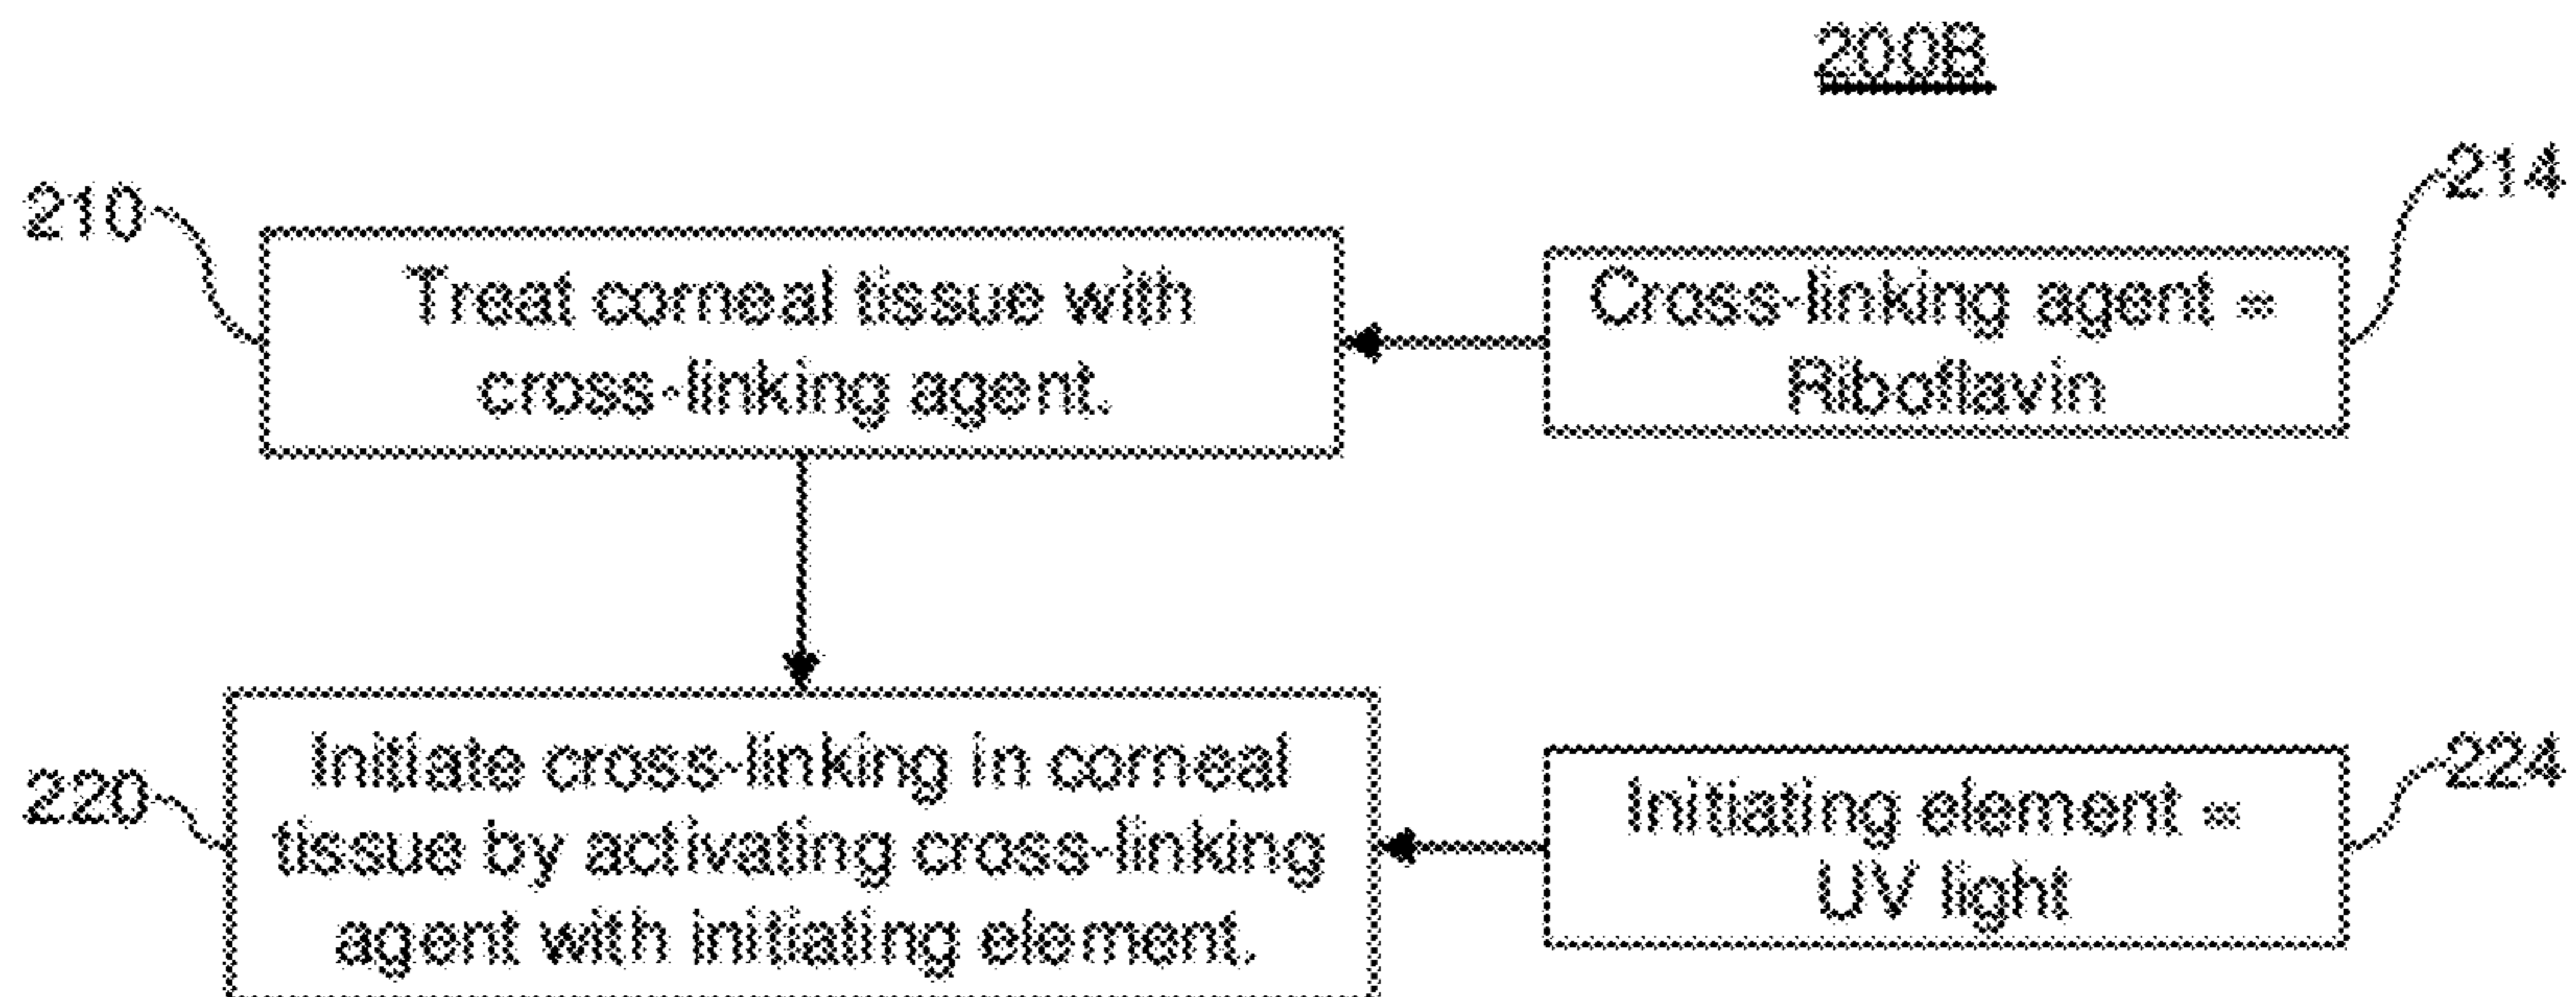 200B
210
214
Treat corneal tissue with
cross-linking agent.
Cross-linking agent =
Riboflavin
220
224
Initiate cross-linking in corneal
tissue by activating cross-linking
agent with initiating element.
Initiating element =
UV light